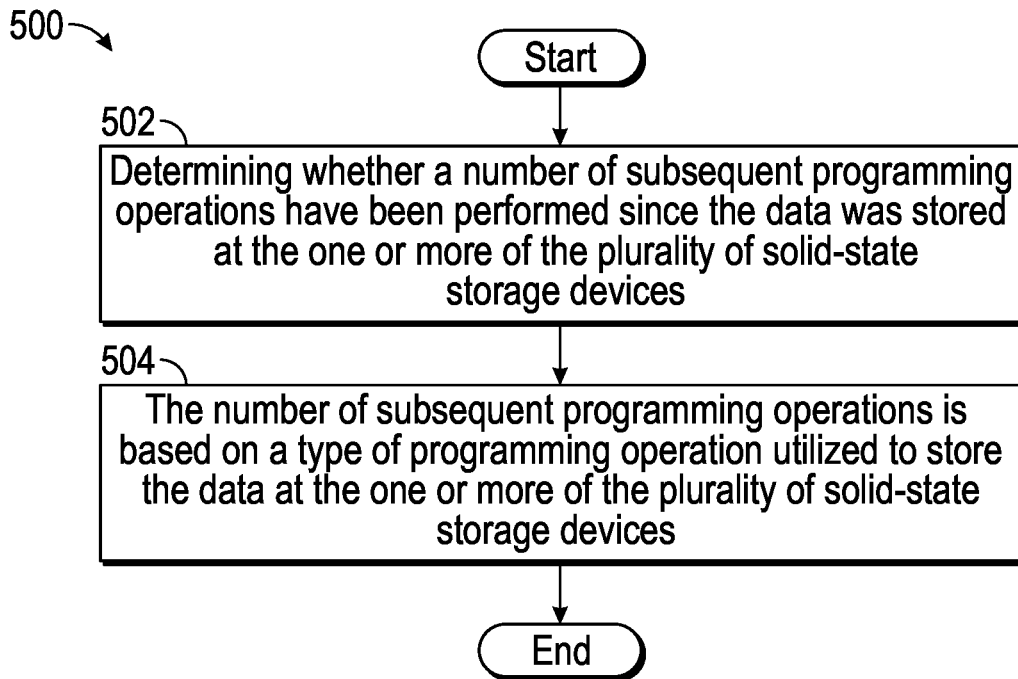 500
Start
502
Determining whether a number of subsequent programming
operations have been performed since the data was stored
at the one or more of the plurality of solid-state
storage devices
504
The number of subsequent programming operations is
based on a type of programming operation utilized to store
the data at the one or more of the plurality of solid-state
storage devices
End